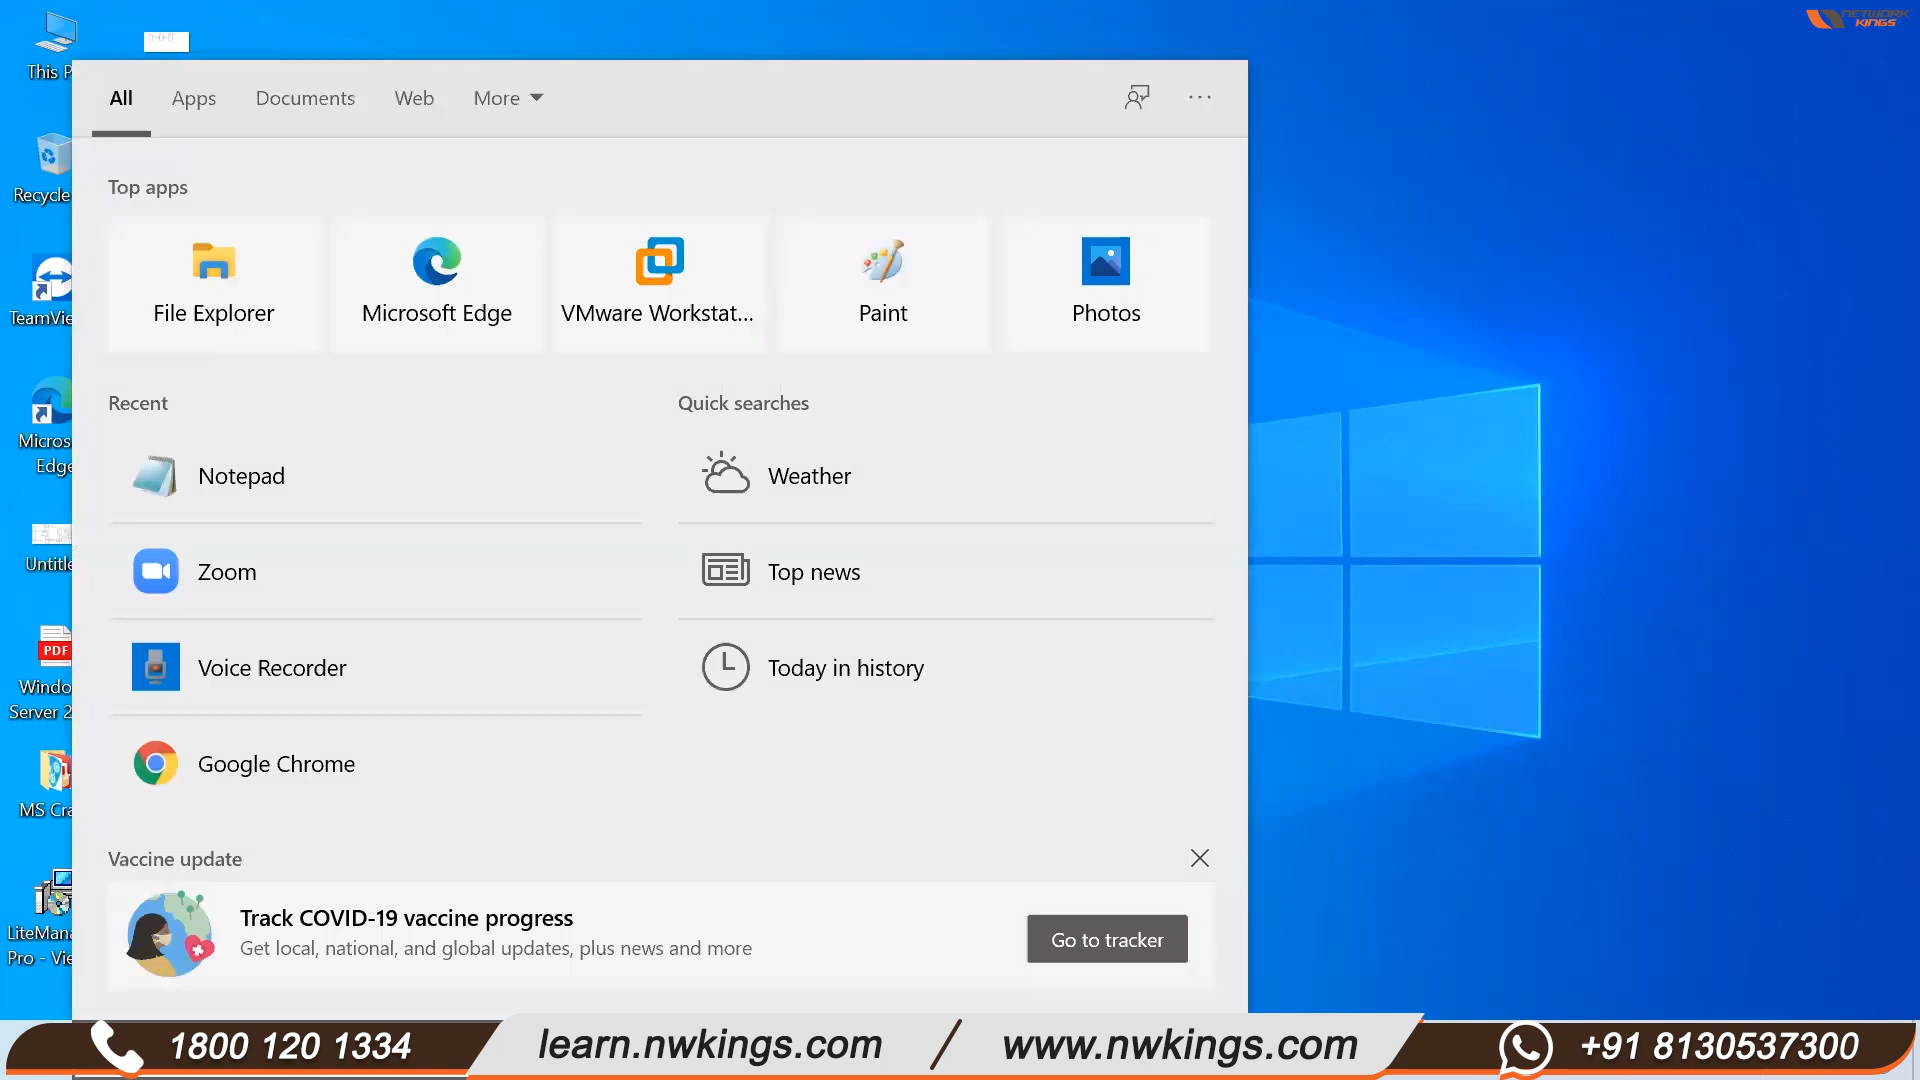 NETWORK
KINGS
This P
Recycle
TeamVie
Micros
Edge
Untitle
PDF
Windo
Server 2
MS Cra
LiteMana
Pro - Vie
All
Apps
Documents
Web
More
Top apps
File Explorer
Microsoft Edge
VMware Workstat...
Paint
Photos
Recent
Notepad
Zoom
Voice Recorder
Google Chrome
Quick searches
Weather
Top news
Today in history
Vaccine update
Track COVID-19 vaccine progress
Get local, national, and global updates, plus news and more
Go to tracker
1800 120 1334
learn.nwkings.com / www.nwkings.com
+91 8130537300